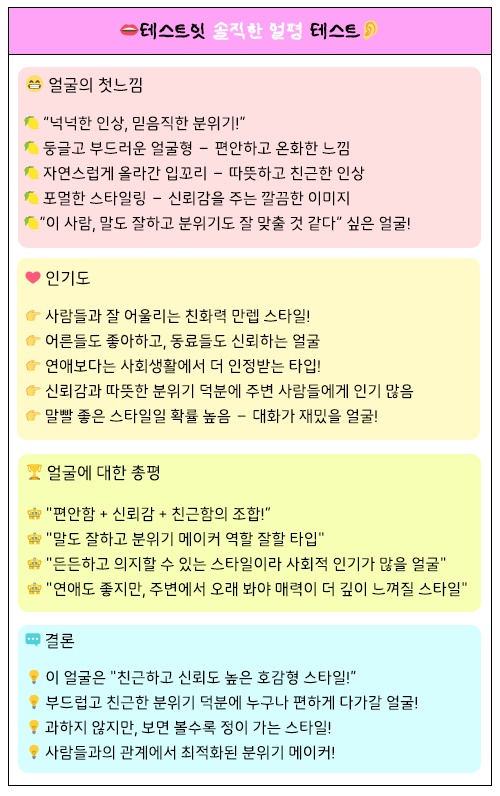 테스트잇 솔직한 얼평 테스트
얼굴의 첫느낌
“넉넉한 인상, 믿음직한 분위기!”
둥글고 부드러운 얼굴형 – 편안하고 온화한 느낌
자연스럽게 올라간 입꼬리 – 따뜻하고 친근한 인상
포멀한 스타일링 – 신뢰감을 주는 깔끔한 이미지
“이 사람, 말도 잘하고 분위기도 잘 맞출 것 같다” 싶은 얼굴!
인기도
사람들과 잘 어울리는 친화력 만렙 스타일!
어른들도 좋아하고, 동료들도 신뢰하는 얼굴
연애보다는 사회생활에서 더 인정받는 타입!
신뢰감과 따뜻한 분위기 덕분에 주변 사람들에게 인기 많음
말빨 좋은 스타일일 확률 높음 – 대화가 재밌을 얼굴!
얼굴에 대한 총평
"편안함 + 신뢰감 + 친근함의 조합!”
"말도 잘하고 분위기 메이커 역할 잘할 타입"
"든든하고 의지할 수 있는 스타일이라 사회적 인기가 많을 얼굴"
"연애도 좋지만, 주변에서 오래 봐야 매력이 더 깊이 느껴질 스타일"
결론
이 얼굴은 "친근하고 신뢰도 높은 호감형 스타일!”
부드럽고 친근한 분위기 덕분에 누구나 편하게 다가갈 얼굴!
과하지 않지만, 보면 볼수록 정이 가는 스타일!
사람들과의 관계에서 최적화된 분위기 메이커!